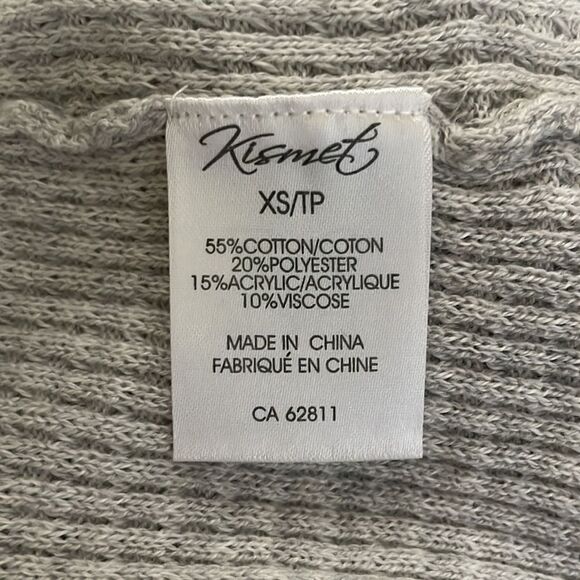 Kismet
XS/TP
55%COTTON/COTON
20%POLYESTER
15%ACRYLIC/ACRYLIQUE
10%VISCOSE
MADE IN CHINA
FABRIQUÉ EN CHINE
CA 62811